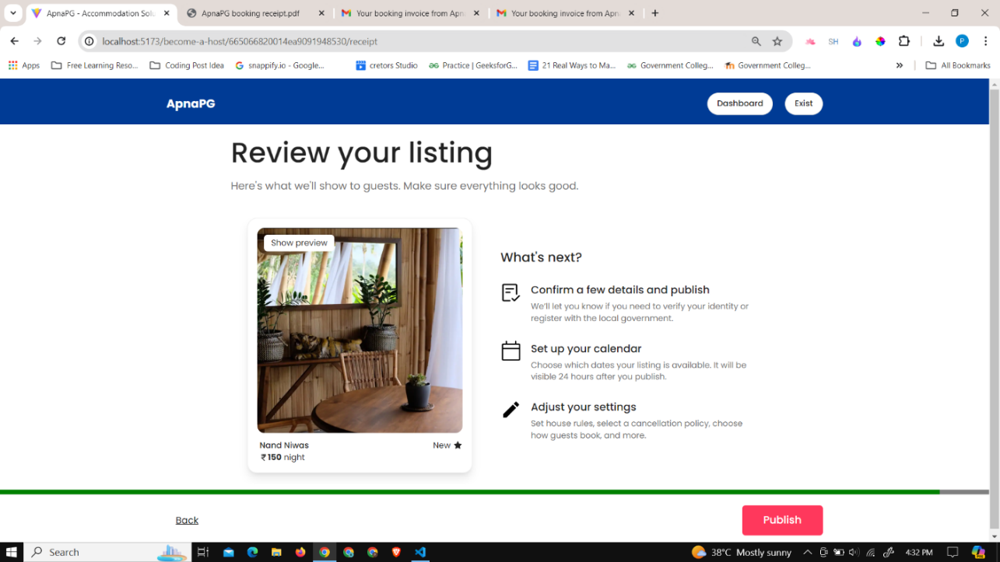 ApnaPG - Accommodation Solu
ApnaPG booking receipt.pdf
Your booking invoice from Apna
Your booking invoice from Apna
localhost:5173/become-a-host/665066820014ea9091948530/receipt
SH
P
Apps
Free Learning Reso...
Coding Post Idea
snappify.io - Google...
cretors Studio
Practice | GeeksforG...
21 Real Ways to Ma...
Government Colleg...
Government Colleg...
»
All Bookmarks
ApnaPG
Dashboard
Exist
Review your listing
Here's what we'll show to guests. Make sure everything looks good.
Show preview
Nand Niwas
New
₹150 night
What's next?
Confirm a few details and publish
We'll let you know if you need to verify your identity or
register with the local government.
Set up your calendar
Choose which dates your listing is available. It will be
visible 24 hours after you publish.
Adjust your settings
Set house rules, select a cancellation policy, choose
how guests book, and more.
Back
Publish
Search
38°C Mostly sunny
4:32 PM